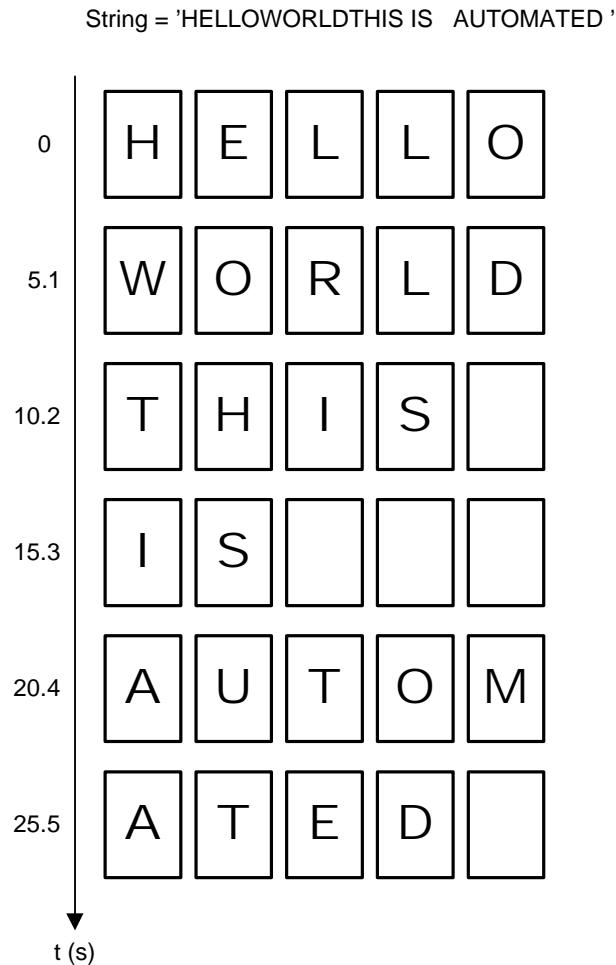 String = 'HELLOWORLDTHIS IS   AUTOMATED '
0 H E L L O
5.1 W O R L D
10.2 T H I S
15.3 I S
20.4 A U T O M
25.5 A T E D
t (s)